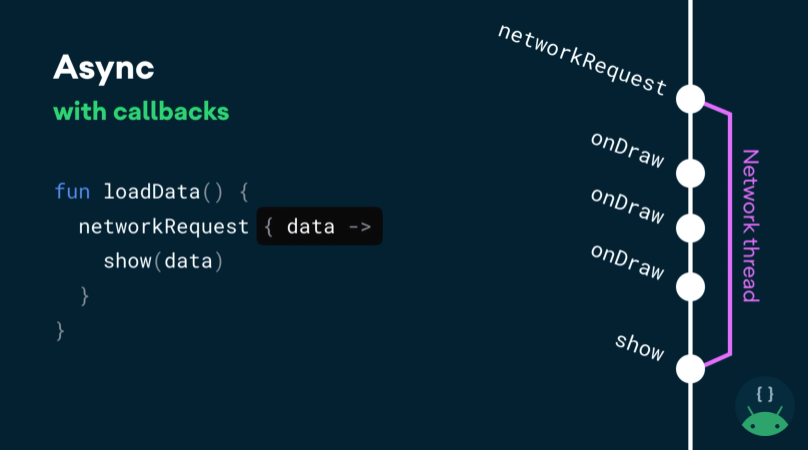 Async
with callbacks
fun loadData() {
networkRequest { data ->
show(data)
}
}
networkRequest
onDraw
onDraw
onDraw
show
Network thread
{ }